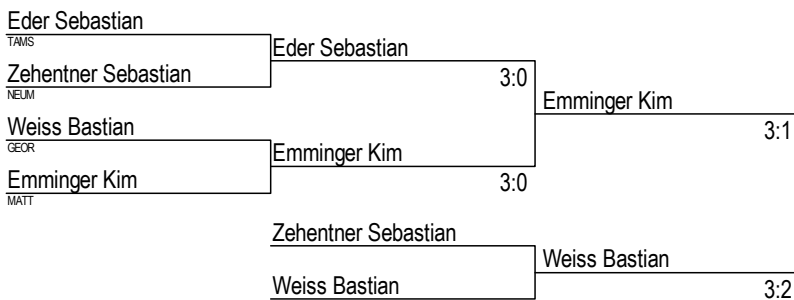 Eder Sebastian
TAMS
Eder Sebastian
Zehentner Sebastian
3:0
NEUM
Emminger Kim
Weiss Bastian
3:1
GEOR
Emminger Kim
Emminger Kim
3:0
MATT
Zehentner Sebastian
Weiss Bastian
Weiss Bastian
3:2